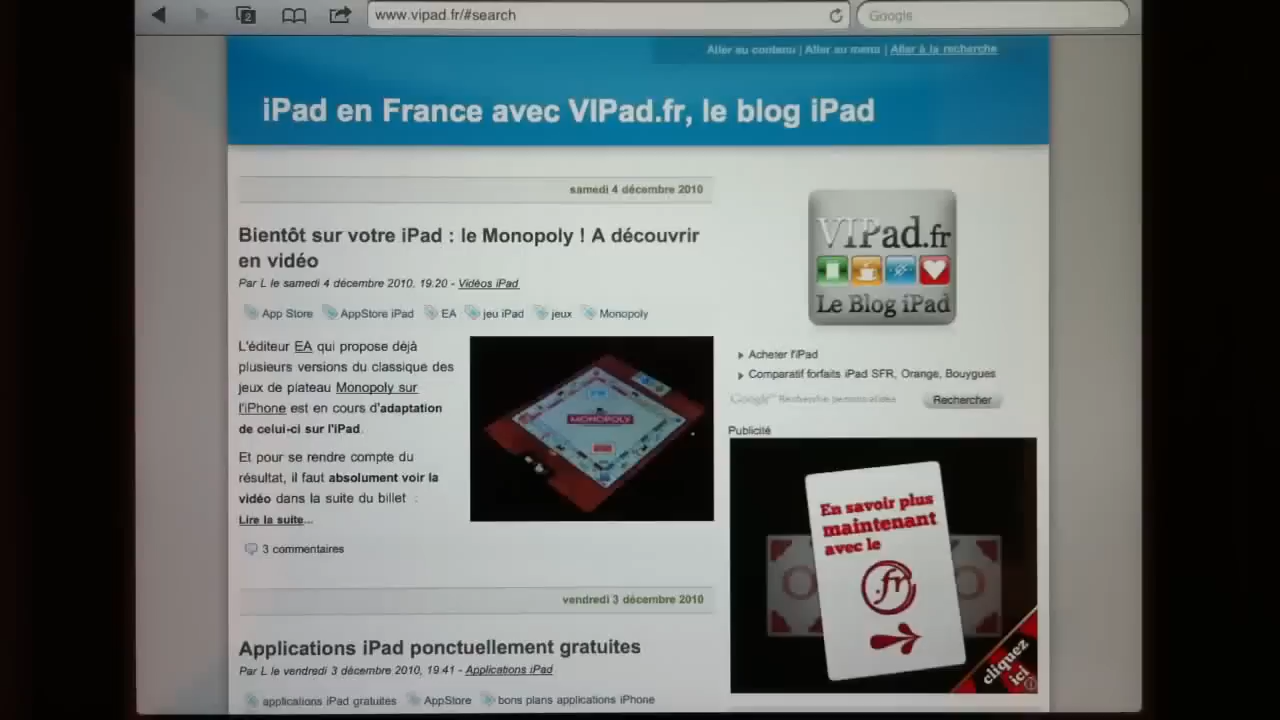 2
www.vipad.fr/#search
Google
Aller au contenu | Aller au menu | Aller à la recherche
iPad en France avec VIPad.fr, le blog iPad
samedi 4 décembre 2010
Bientôt sur votre iPad : le Monopoly ! A découvrir
en vidéo
Par L le samedi 4 décembre 2010, 19:20 - Vidéos iPad
App Store AppStore iPad EA jeu iPad jeux Monopoly
L'éditeur EA qui propose déjà
plusieurs versions du classique des
jeux de plateau Monopoly sur
l'iPhone est en cours d'adaptation
de celui-ci sur l'iPad.
Et pour se rendre compte du
résultat, il faut absolument voir la
vidéo dans la suite du billet :
Lire la suite...
3 commentaires
MONOPOLY
vendredi 3 décembre 2010
Applications iPad ponctuellement gratuites
Par L le vendredi 3 décembre 2010, 19:41 - Applications iPad
applications iPad gratuites AppStore bons plans applications iPhone
VIPad.fr
Le Blog iPad
Acheter l'iPad
Comparatif forfaits iPad SFR, Orange, Bouygues
Google™ Recherche personnalisée Rechercher
Publicité
En savoir plus
maintenant
avec le
.fr
cliquez
ici